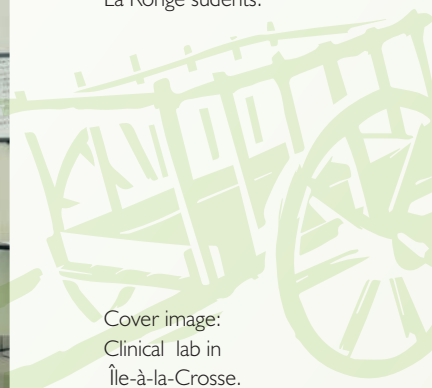 La Ronge sudents.
Cover image:
Clinical lab in
Île-à-la-Crosse.